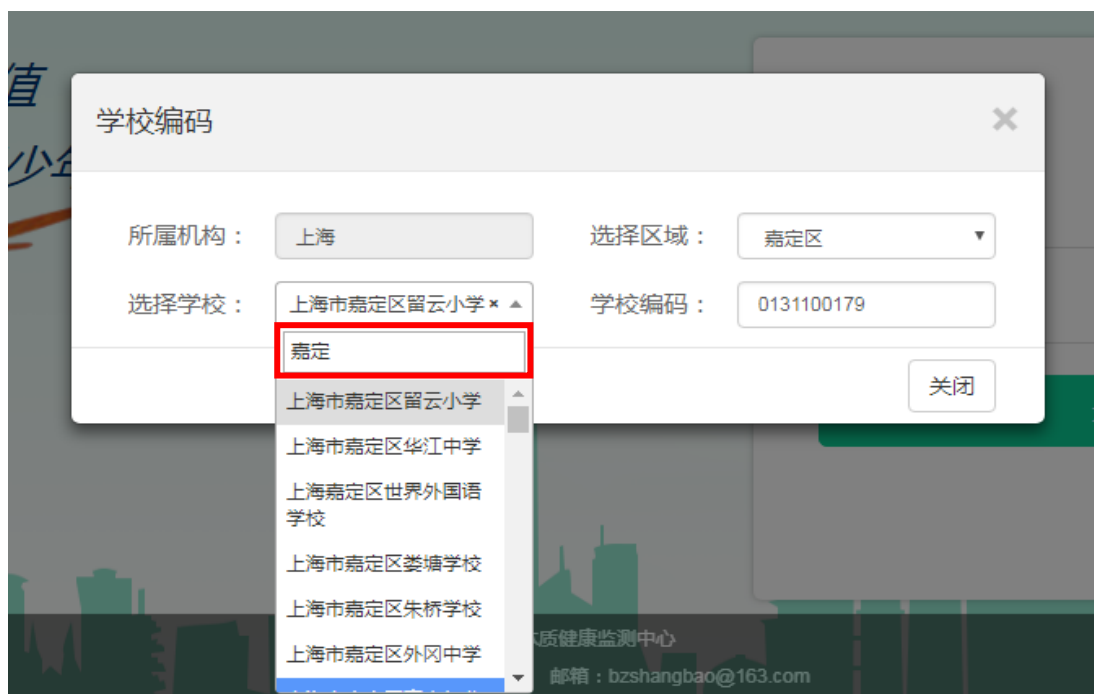 值
少年
学校编码
×
所属机构：
上海
选择区域：
嘉定区
选择学校：
上海市嘉定区留云小学×
学校编码：
0131100179
嘉定
关闭
上海市嘉定区留云小学
上海市嘉定区华江中学
上海嘉定区世界外国语
学校
上海市嘉定区娄塘学校
上海市嘉定区朱桥学校
上海市嘉定区外冈中学
质健康监测中心
邮箱：bzshangbao@163.com